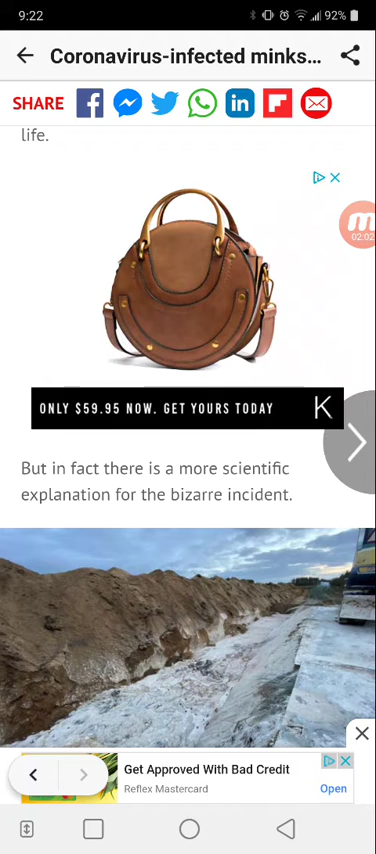 9:22
92%
Coronavirus-infected minks...
SHARE
life.
02:02
ONLY $59.95 NOW. GET YOURS TODAY K
But in fact there is a more scientific
explanation for the bizarre incident.
Get Approved With Bad Credit
Reflex Mastercard
Open